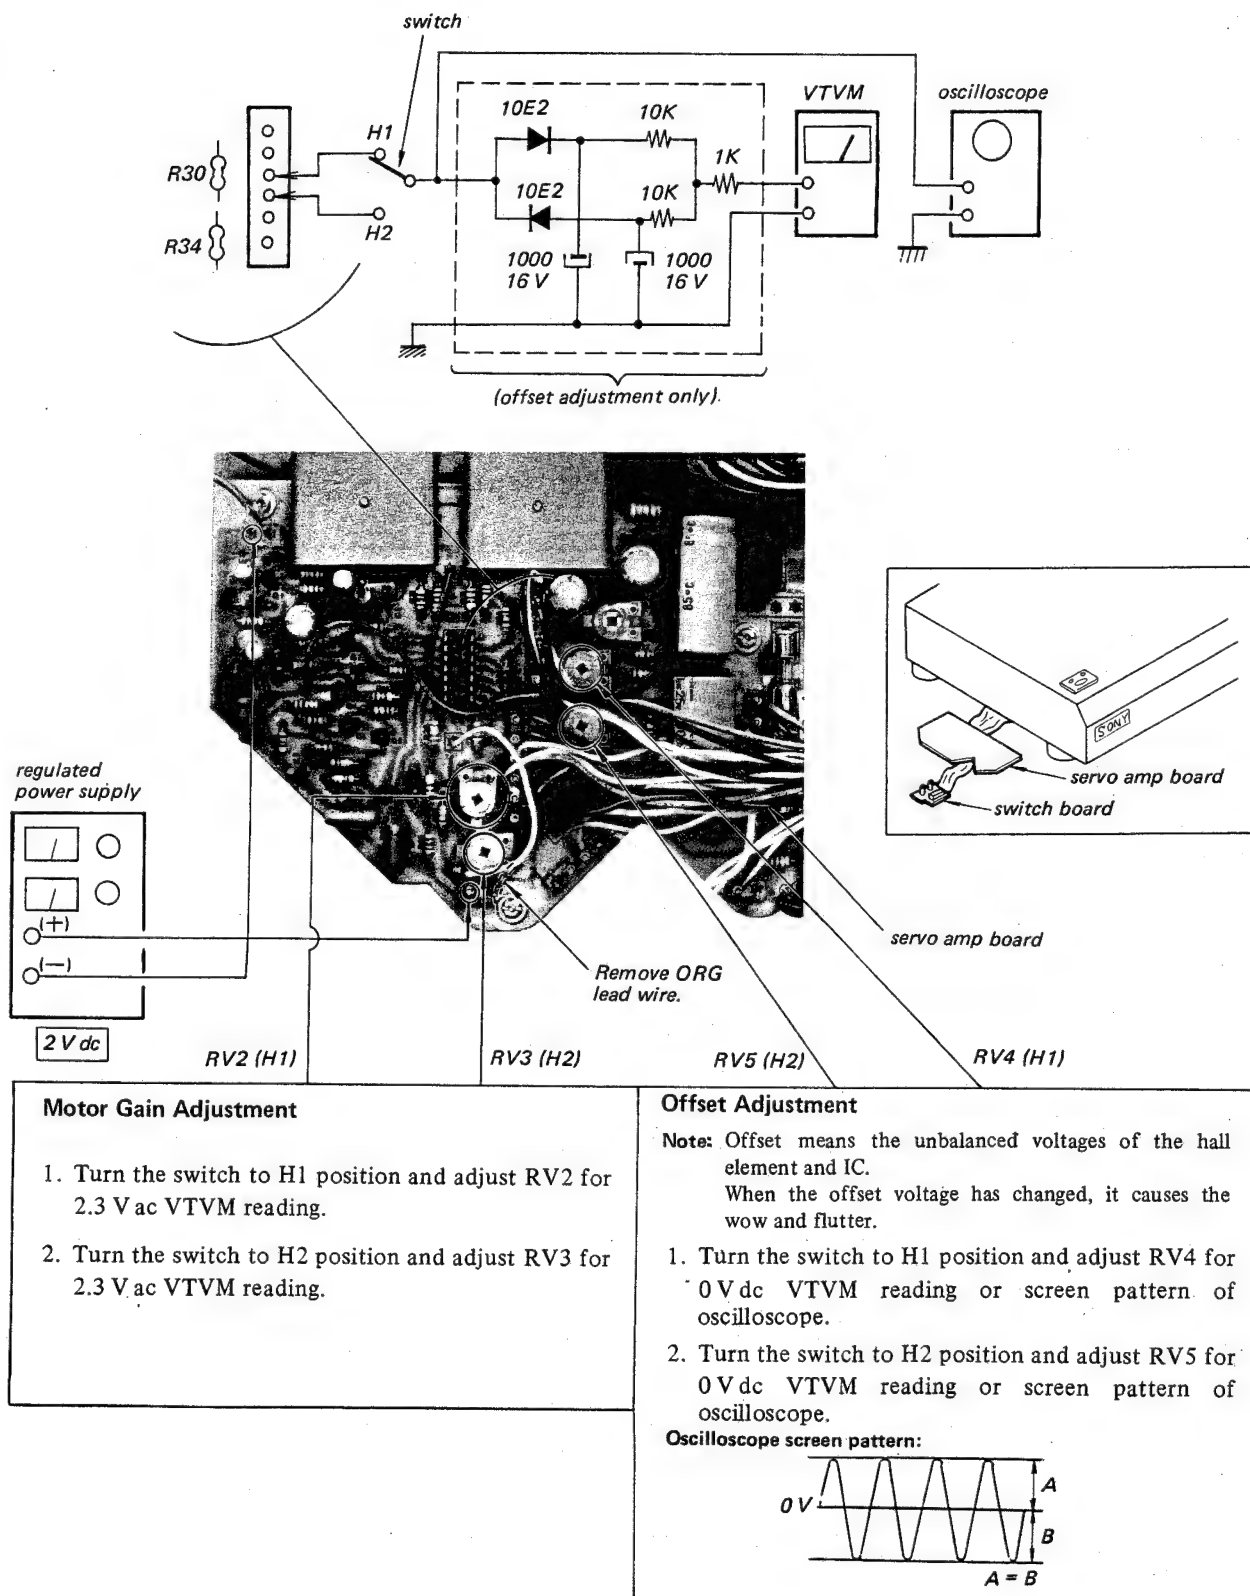 switch
VTVM
oscilloscope
10E2
10K
H1
1K
R30
10E2
10K
H2
R34
1000
16 V
1000
16 V
(offset adjustment only).
85°C
SONY
servo amp board
switch board
regulated
power supply
(+)
(—)
2 V dc
servo amp board
Remove ORG
lead wire.
RV2 (H1)
RV3 (H2)
RV5 (H2)
RV4 (H1)
Motor Gain Adjustment
1. Turn the switch to H1 position and adjust RV2 for
2.3 V ac VTVM reading.
2. Turn the switch to H2 position and adjust RV3 for
2.3 V ac VTVM reading.
Offset Adjustment
Note: Offset means the unbalanced voltages of the hall
element and IC.
When the offset voltage has changed, it causes the
wow and flutter.
1. Turn the switch to H1 position and adjust RV4 for
0 V dc VTVM reading or screen pattern of
oscilloscope.
2. Turn the switch to H2 position and adjust RV5 for
0 V dc VTVM reading or screen pattern of
oscilloscope.
Oscilloscope screen pattern:
A
0 V
B
A = B